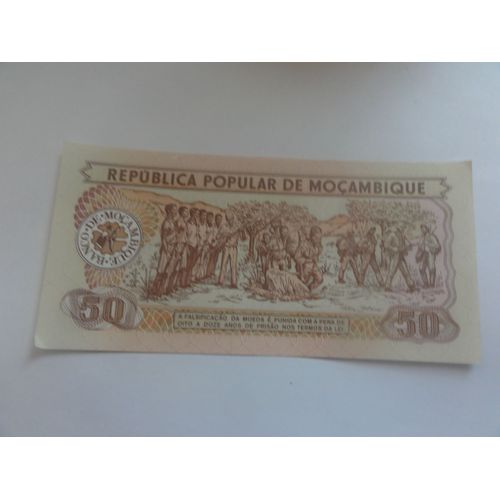 REPÚBLICA POPULAR DE MOÇAMBIQUE
BANCO DE MOÇAMBIQUE
50
50
A FALSIFICAÇÃO DA MOEDA É PUNIDA COM A PENA DE
OITO A DOZE ANOS DE PRISÃO NOS TERMOS DA LEI